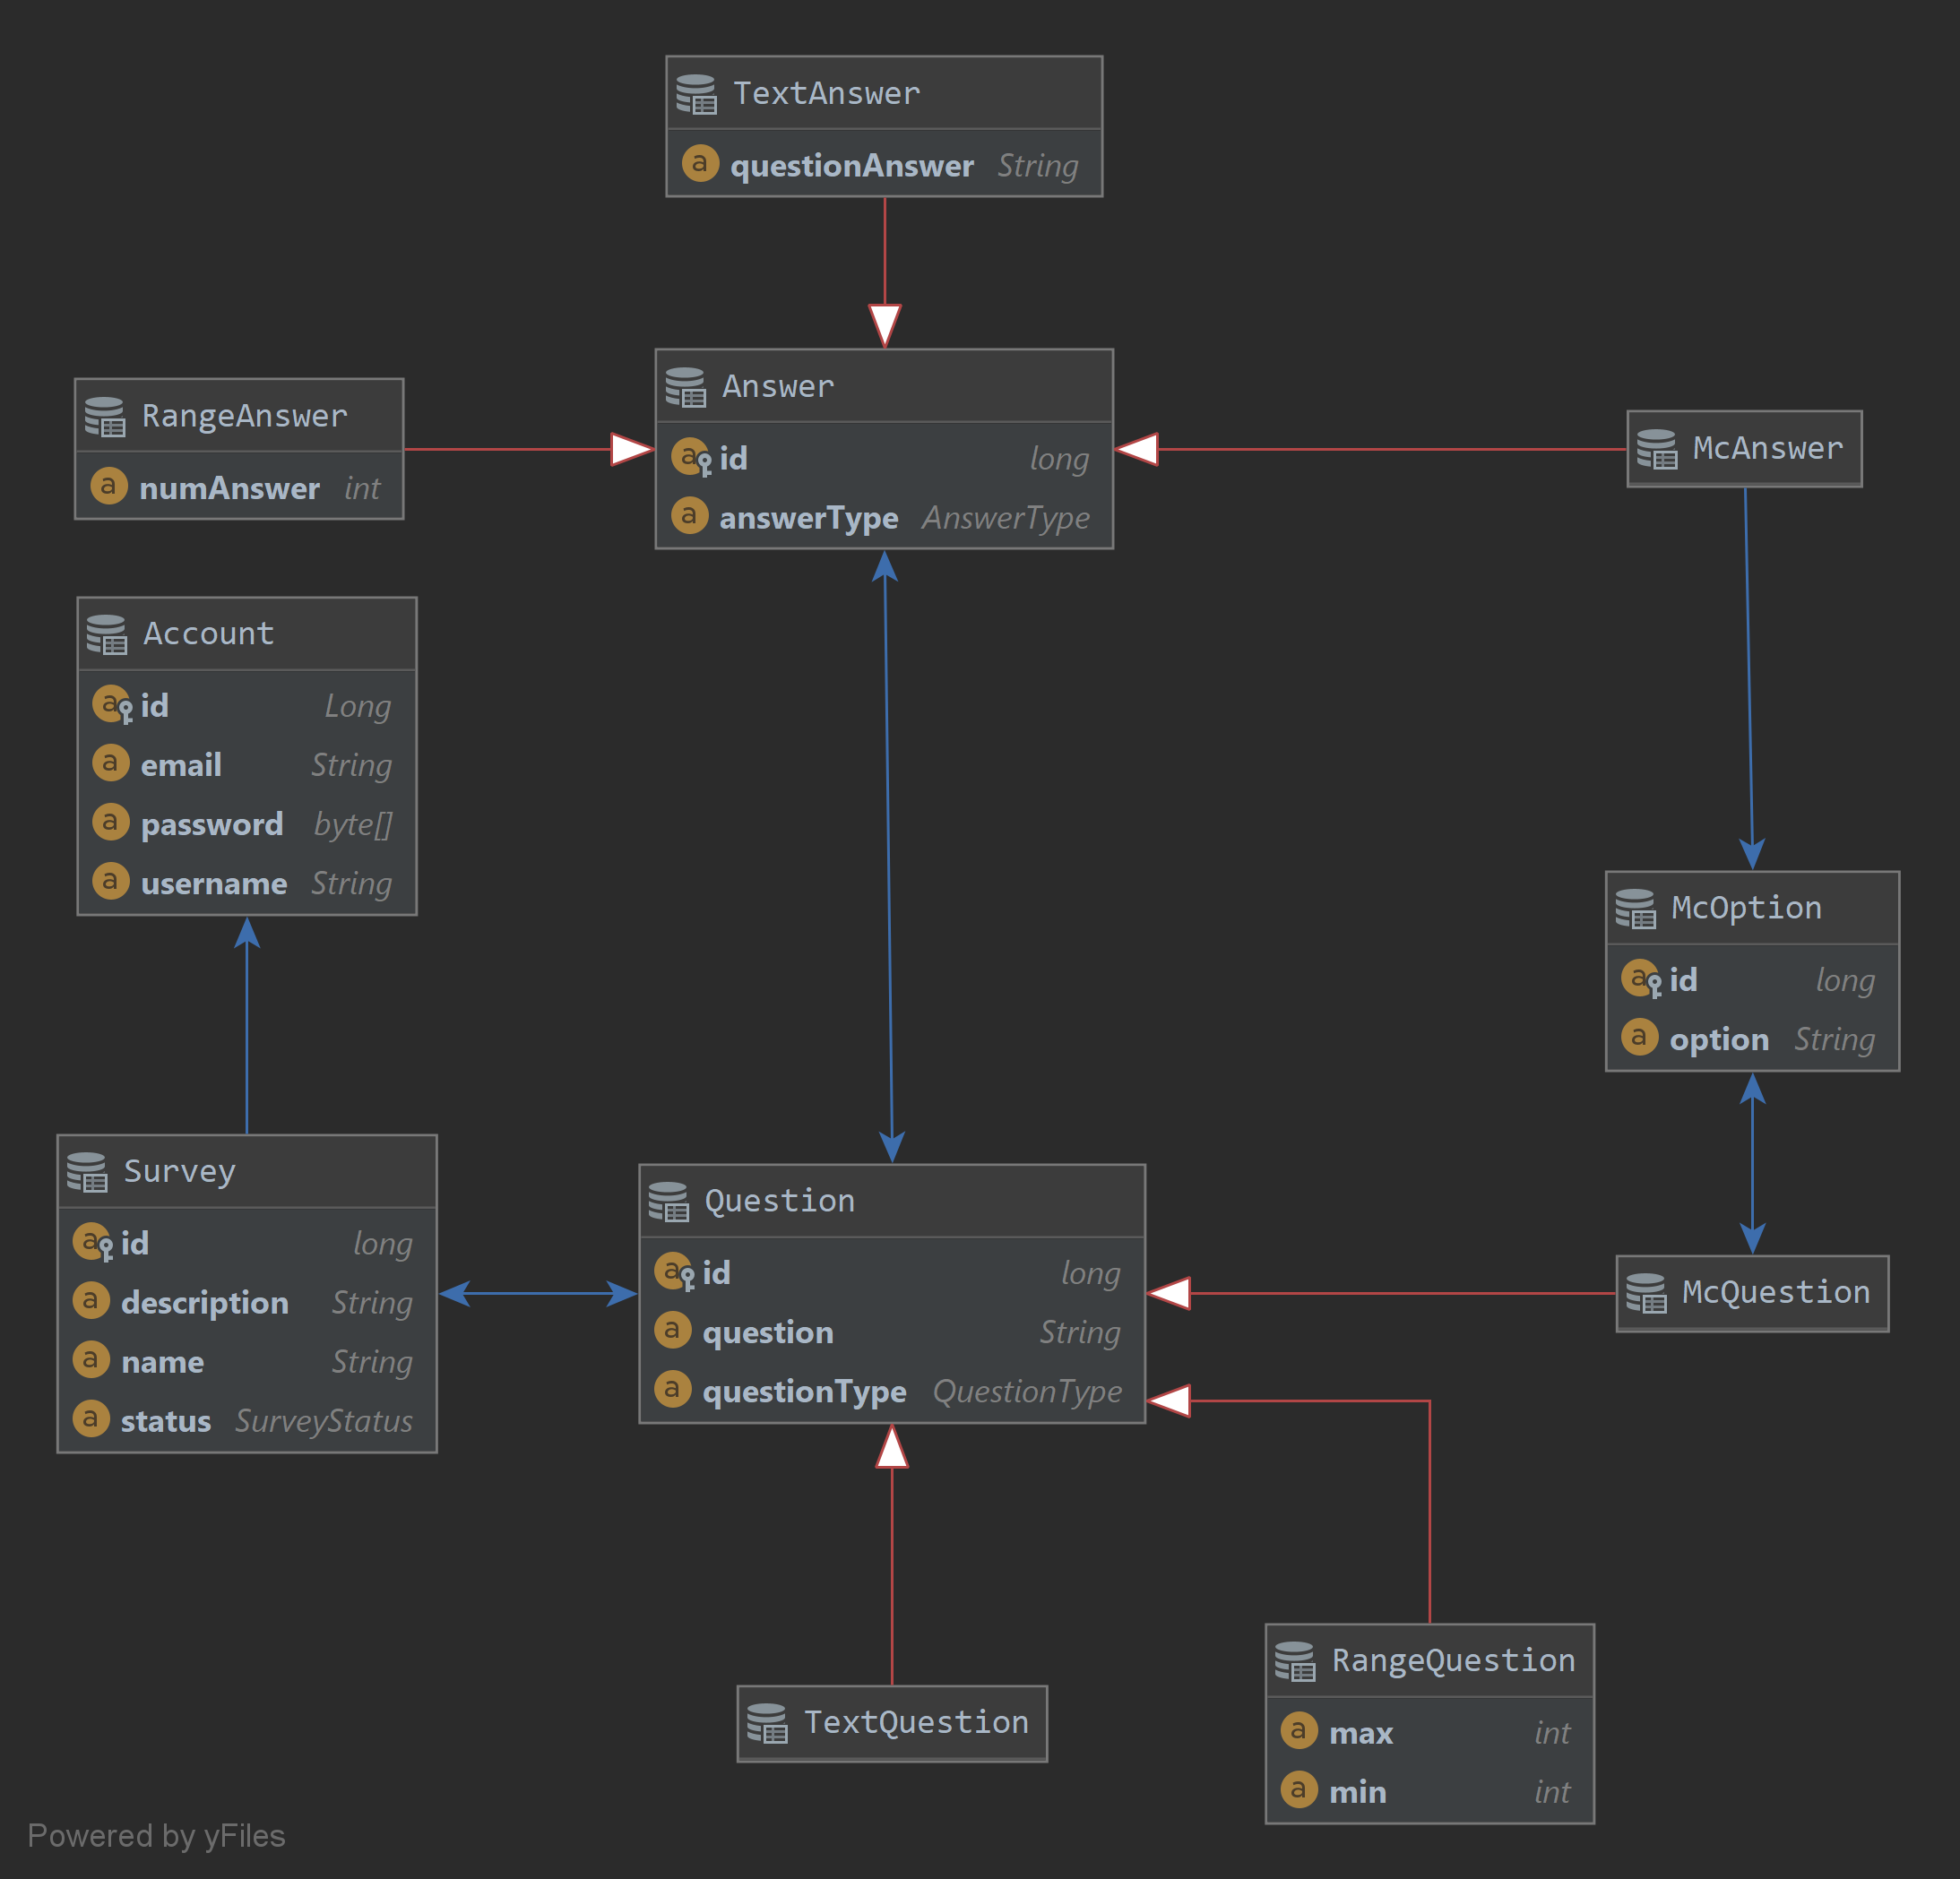 TextAnswer
questionAnswer String
Answer
id long
answerType AnswerType
RangeAnswer
numAnswer int
McAnswer
Account
id Long
email String
password byte[]
username String
McOption
id long
option String
Survey
id long
description String
name String
status SurveyStatus
Question
id long
question String
questionType QuestionType
McQuestion
TextQuestion
RangeQuestion
max int
min int
Powered by yFiles